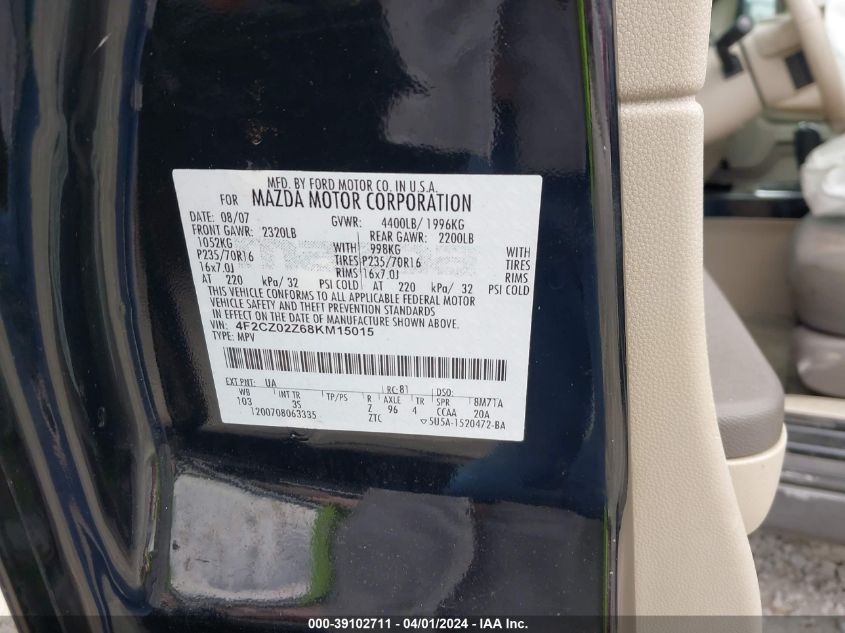 MFD. BY FORD MOTOR CO. IN U.S.A.
FOR MAZDA MOTOR CORPORATION
DATE: 08/07 GVWR: 4400LB/ 1996KG
FRONT GAWR: 2320LB REAR GAWR: 2200LB
1052KG WITH 998KG WITH
P235/70R16 TIRES P235/70R16 TIRES
16x7.0J RIMS 16x7.0J RIMS
AT 220 kPa/ 32 PSI COLD AT 220 kPa/ 32 PSI COLD
THIS VEHICLE CONFORMS TO ALL APPLICABLE FEDERAL MOTOR
VEHICLE SAFETY AND THEFT PREVENTION STANDARDS
IN EFFECT ON THE DATE OF MANUFACTURE SHOWN ABOVE.
VIN: 4F2CZ02Z68KM15015
TYPE: MPV
EXT PNT: UA RC: 81 DSO:
WB INT TR TP/PS R AXLE TR SPR 8M71A
103 3S Z 96 4 CCAA 20A
1200708063335 ZTC 5U5A-1520472-BA
000-39102711 - 04/01/2024 - IAA Inc.